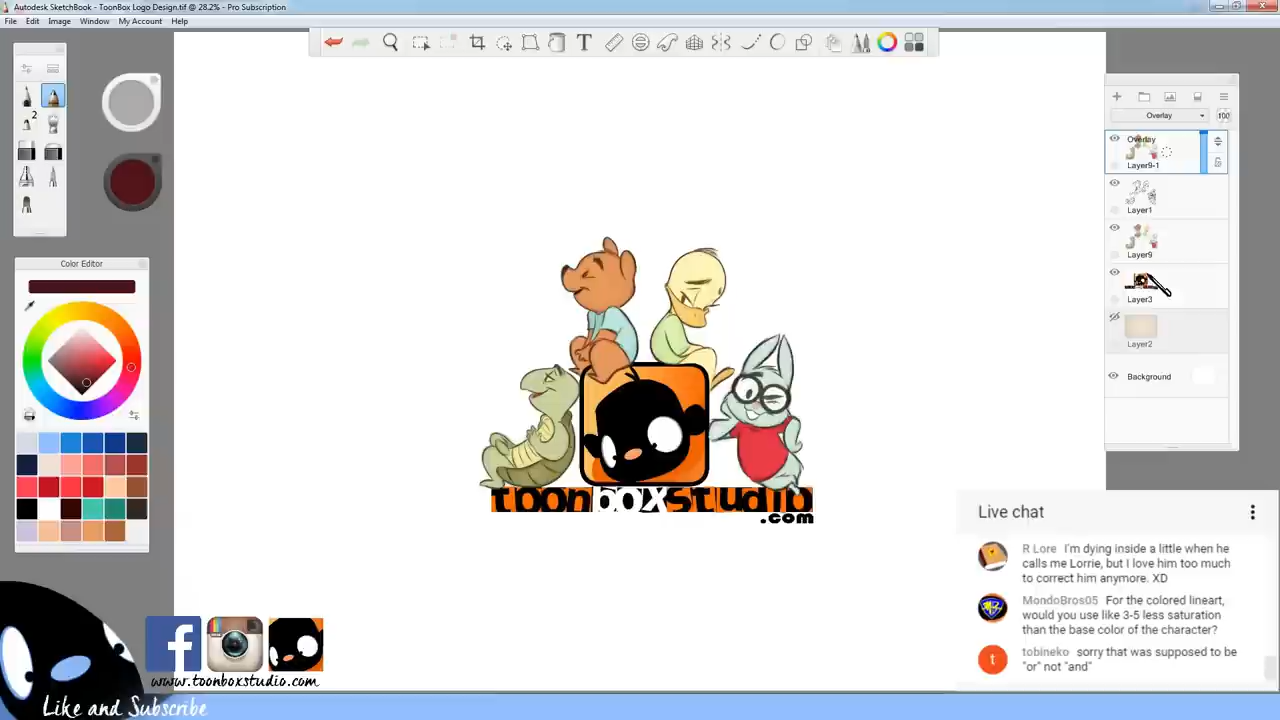 Autodesk SketchBook - ToonBox Logo Design.tif @ 28.2% - Pro Subscription
File Edit Image Window My Account Help
T
2
Overlay 100
Overlay
Layer9-1
Layer1
Layer9
Layer3
Layer2
Background
Color Editor
toonboxstudio
.com
Live chat
R Lore I'm dying inside a little when he
calls me Lorrie, but I love him too much
to correct him anymore. XD
MondoBros05 For the colored lineart,
would you use like 3-5 less saturation
than the base color of the character?
t tobineko sorry that was supposed to be
"or" not "and"
f
www.toonboxstudio.com
Like and Subscribe